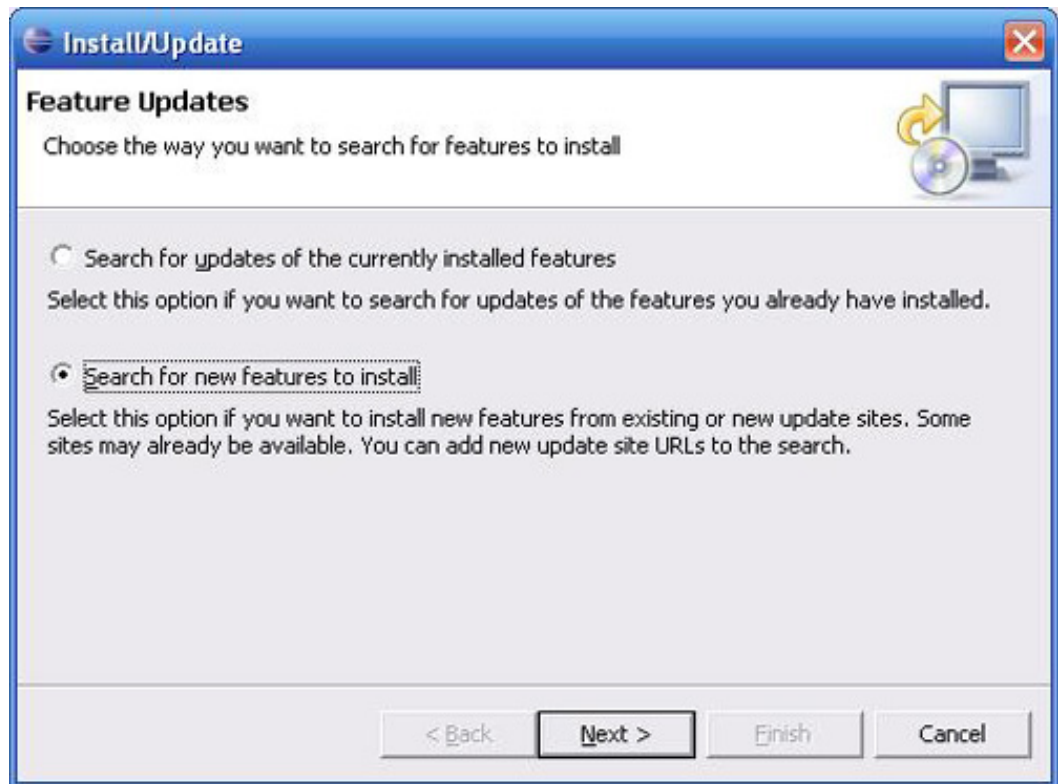 Install/Update
Feature Updates
Choose the way you want to search for features to install
Search for updates of the currently installed features
Select this option if you want to search for updates of the features you already have installed.
Search for new features to install
Select this option if you want to install new features from existing or new update sites. Some
sites may already be available. You can add new update site URLs to the search.
< Back Next > Finish Cancel